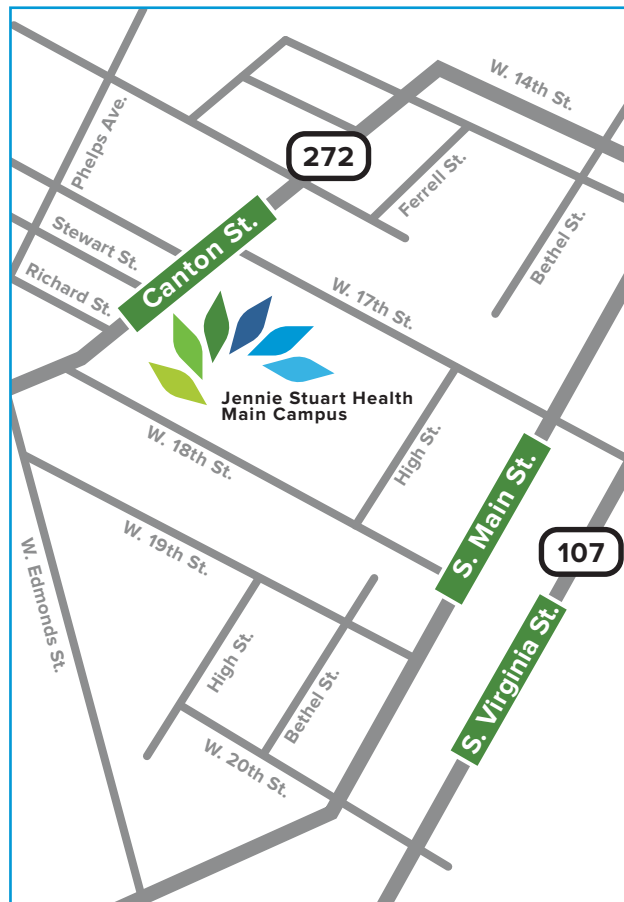 W. 14th St.
272
Phelps Ave.
Ferrell St.
Bethel St.
Stewart St.
Canton St.
Richard St.
W. 17th St.
Jennie Stuart Health
Main Campus
W. 18th St.
High St.
S. Main St.
W. 19th St.
107
W. Edmonds St.
High St.
Bethel St.
S. Virginia St.
W. 20th St.